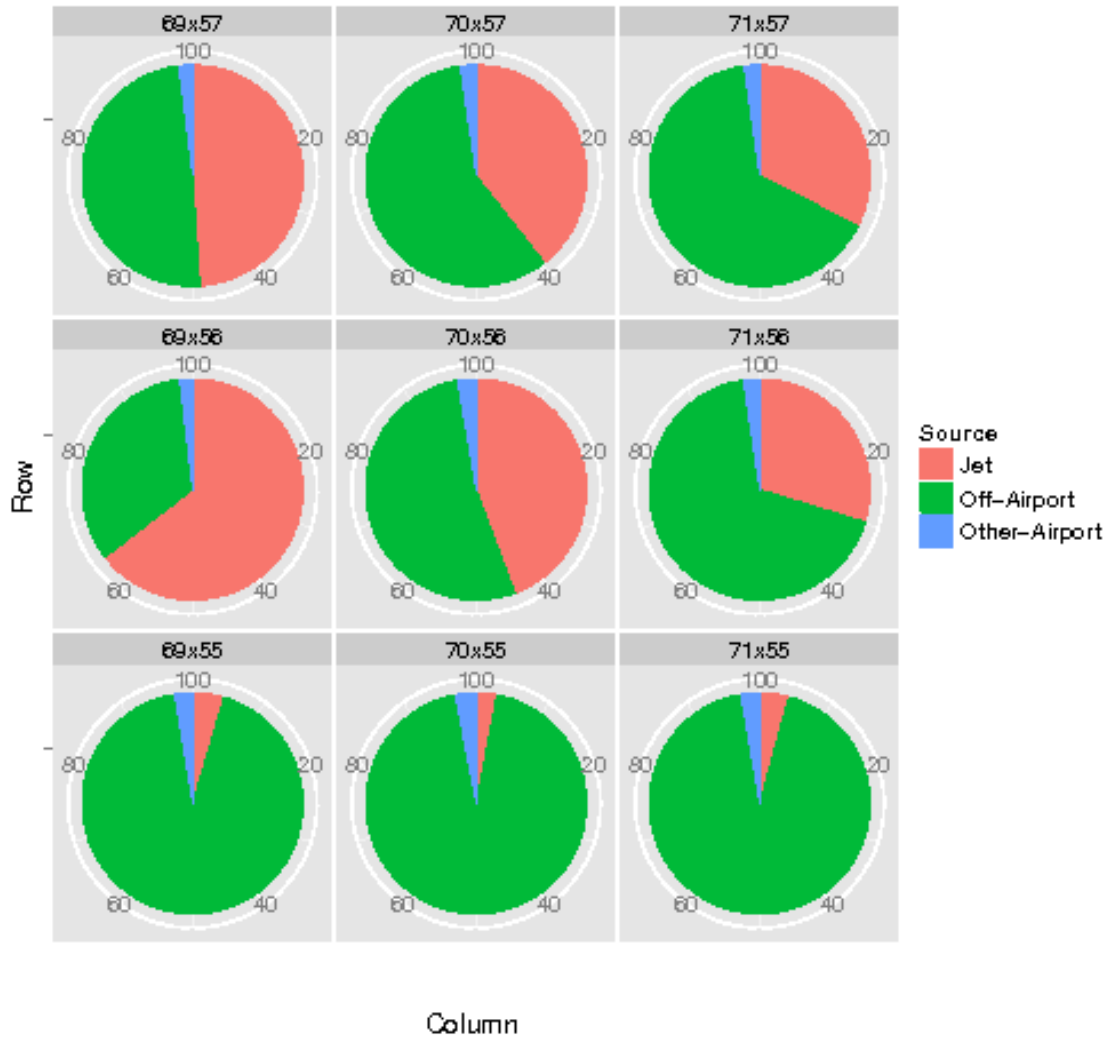 69x57 70x57 71x57
100 100 100
80 20 80 20 80 20
60 40 60 40 60 40
69x56 70x56 71x56
100 100 100
80 20 80 20 80 20
60 40 60 40 60 40
69x55 70x55 71x55
100 100 100
80 20 80 20 80 20
60 40 60 40 60 40
Row
Column
Source
Jet
Off-Airport
Other-Airport